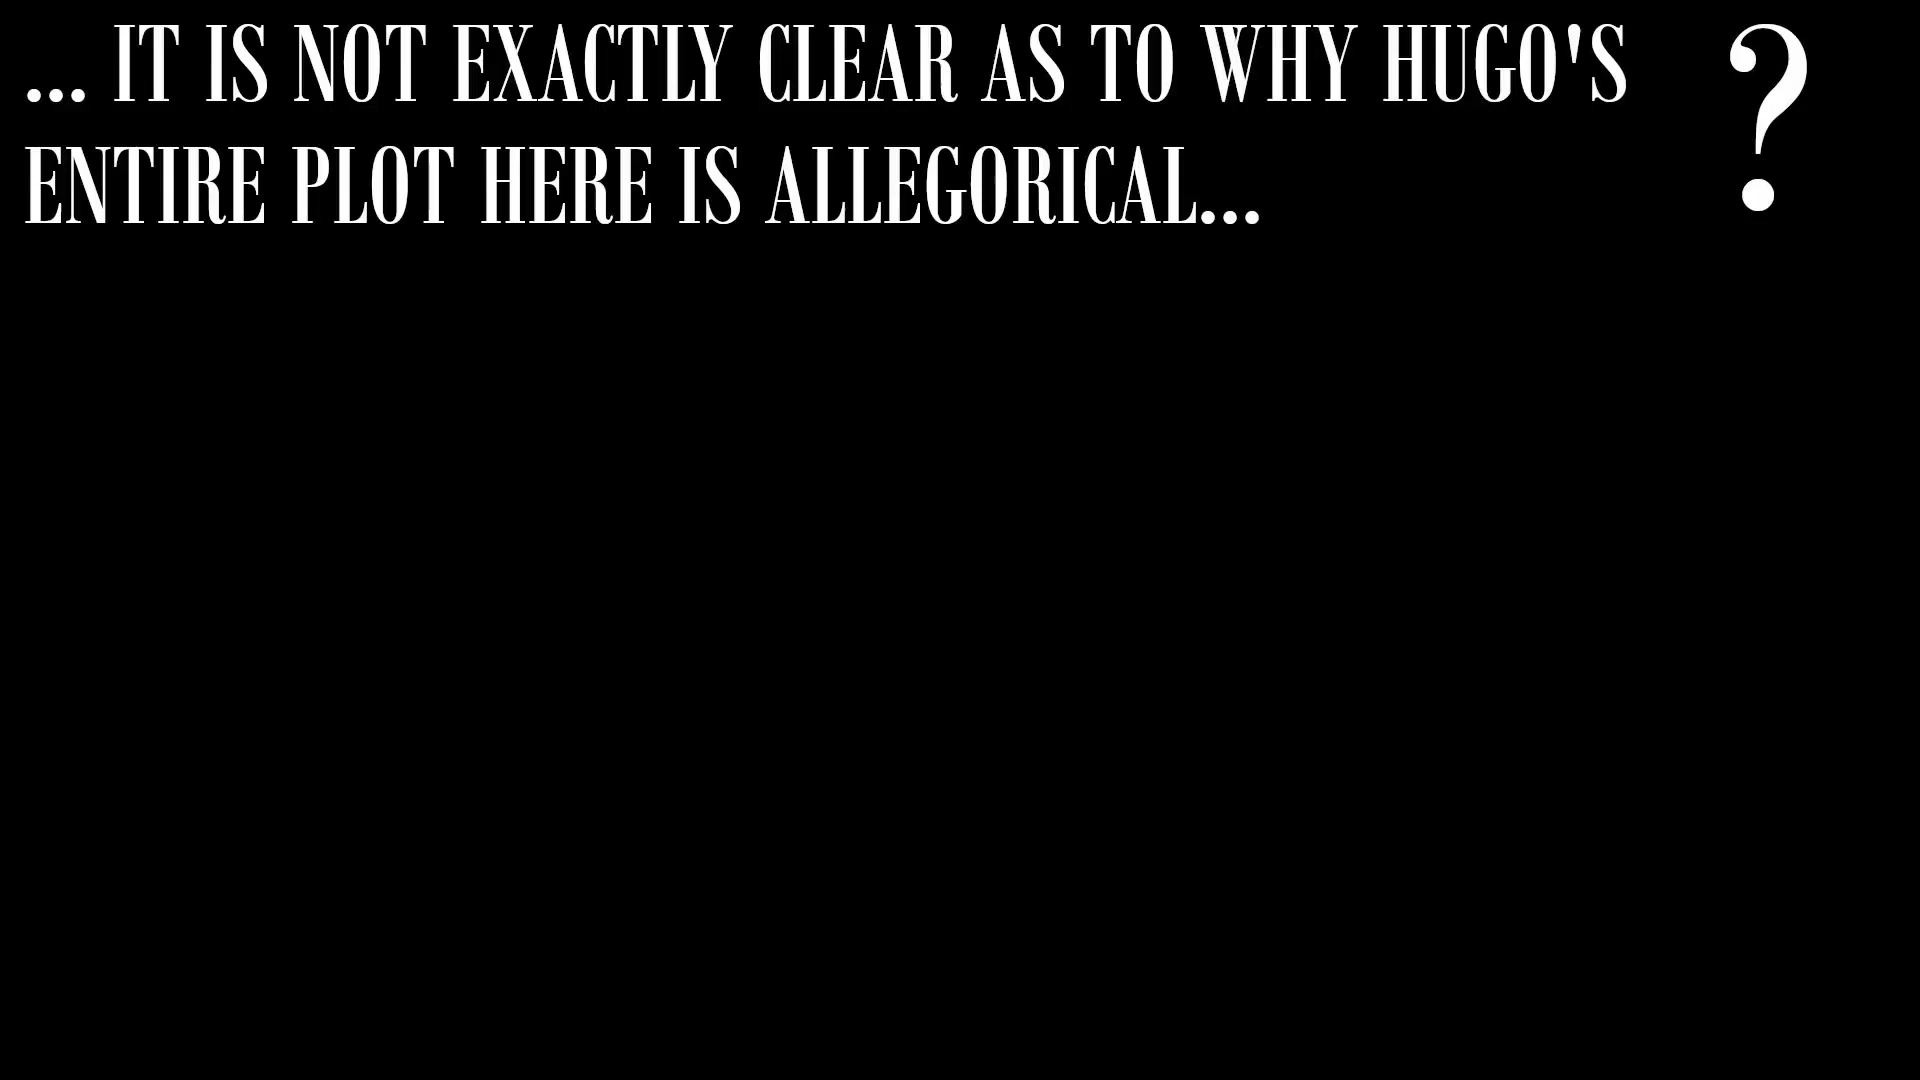 ... IT IS NOT EXACTLY CLEAR AS TO WHY HUGO'S
ENTIRE PLOT HERE IS ALLEGORICAL...
?